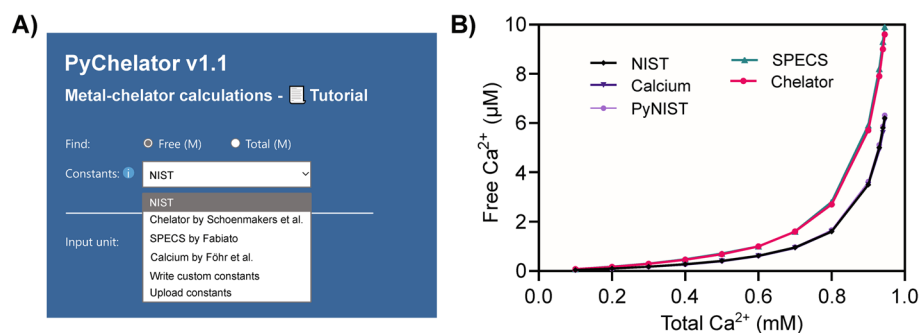 A)
PyChelator v1.1
Metal-chelator calculations - Tutorial
Find: Free (M) Total (M)
Constants: i NIST
NIST
Chelator by Schoenmakers et al.
Input unit:
SPECS by Fabiato
Calcium by Föhr et al.
Write custom constants
Upload constants
B)
10
8
6
4
2
0
Free Ca²⁺ (µM)
NIST
Calcium
PyNIST
SPECS
Chelator
0.0 0.2 0.4 0.6 0.8 1.0
Total Ca²⁺ (mM)